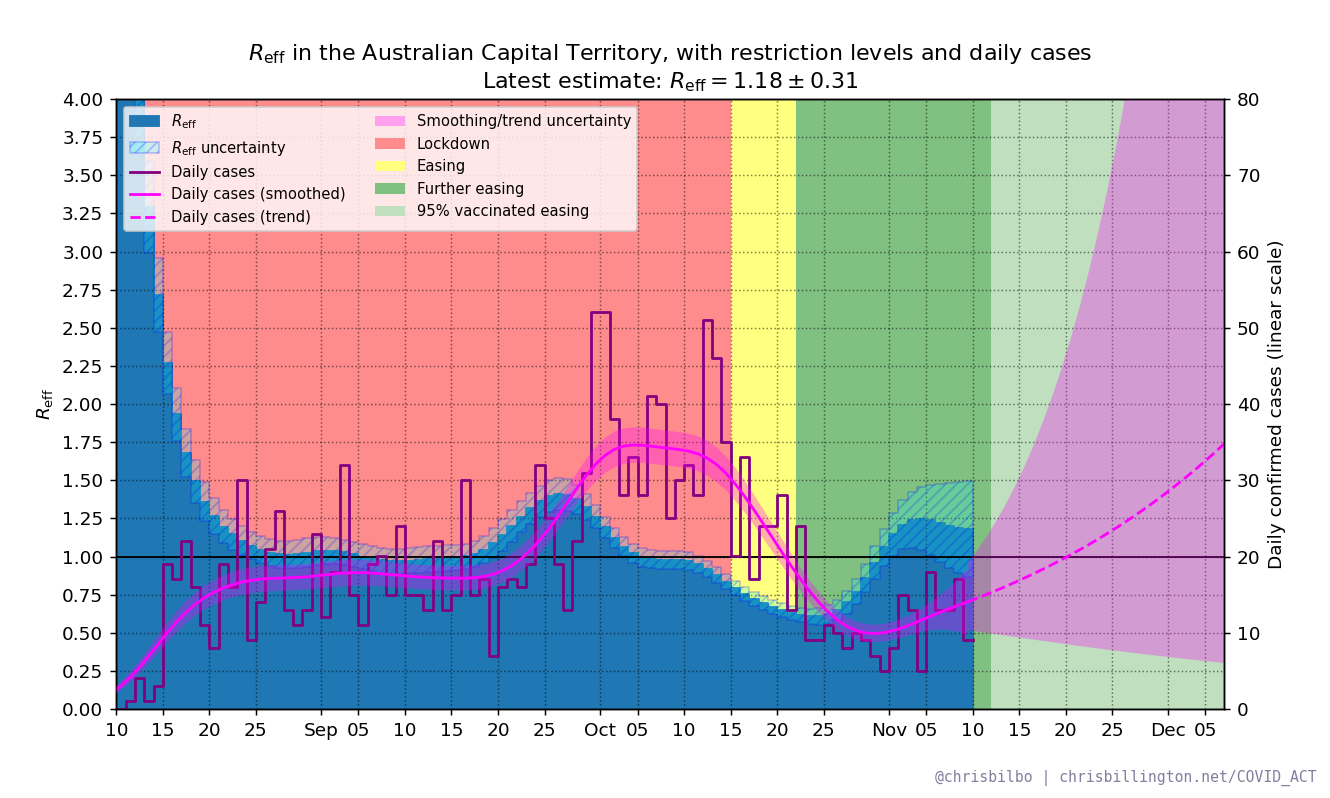 R_eff in the Australian Capital Territory, with restriction levels and daily cases
Latest estimate: R_eff = 1.18 ± 0.31
R_eff
R_eff uncertainty
Daily cases
Daily cases (smoothed)
Daily cases (trend)
Smoothing/trend uncertainty
Lockdown
Easing
Further easing
95% vaccinated easing
4.00
3.75
3.50
3.25
3.00
2.75
2.50
2.25
2.00
1.75
1.50
1.25
1.00
0.75
0.50
0.25
0.00
R_eff
80
70
60
50
40
30
20
10
0
Daily confirmed cases (linear scale)
10 15 20 25 Sep 05 10 15 20 25 Oct 05 10 15 20 25 Nov 05 10 15 20 25 Dec 05
@chrisbilbo | chrisbillington.net/COVID_ACT